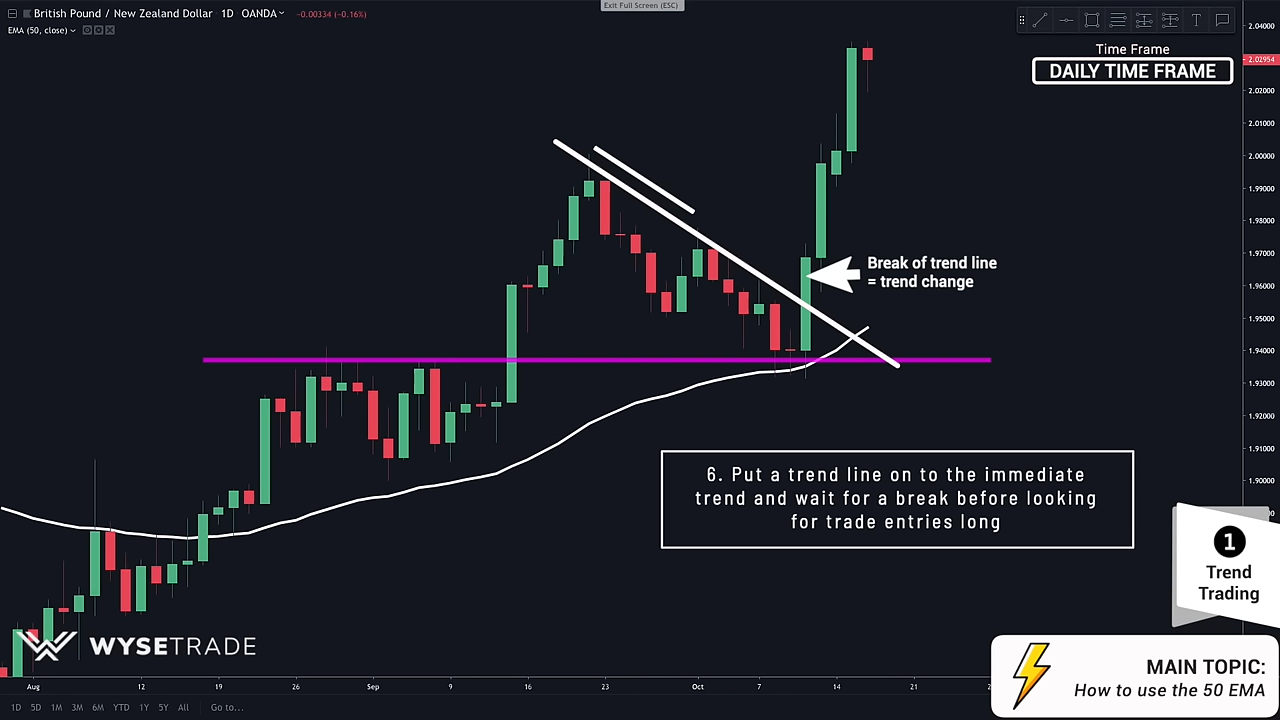 British Pound / New Zealand Dollar 1D OANDA -0.00334 (-0.16%)
EMA (50, close)
Exit Full Screen (ESC)
Time Frame
DAILY TIME FRAME
2.04000
2.02954
2.02000
2.01000
2.00000
1.99000
1.98000
1.97000
1.96000
1.95000
1.94000
1.93000
1.92000
1.91000
1.90000
Break of trend line
= trend change
6. Put a trend line on to the immediate
trend and wait for a break before looking
for trade entries long
1
Trend
Trading
WYSETRADE
MAIN TOPIC:
How to use the 50 EMA
Aug 12 19 26 Sep 9 16 23 Oct 7 14 21
1D 5D 1M 3M 6M YTD 1Y 5Y All Go to...